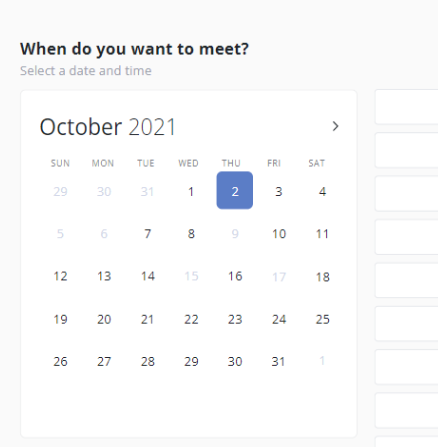 When do you want to meet?
Select a date and time
October 2021
SUN MON TUE WED THU FRI SAT
29 30 31 1 2 3 4
5 6 7 8 9 10 11
12 13 14 15 16 17 18
19 20 21 22 23 24 25
26 27 28 29 30 31 1